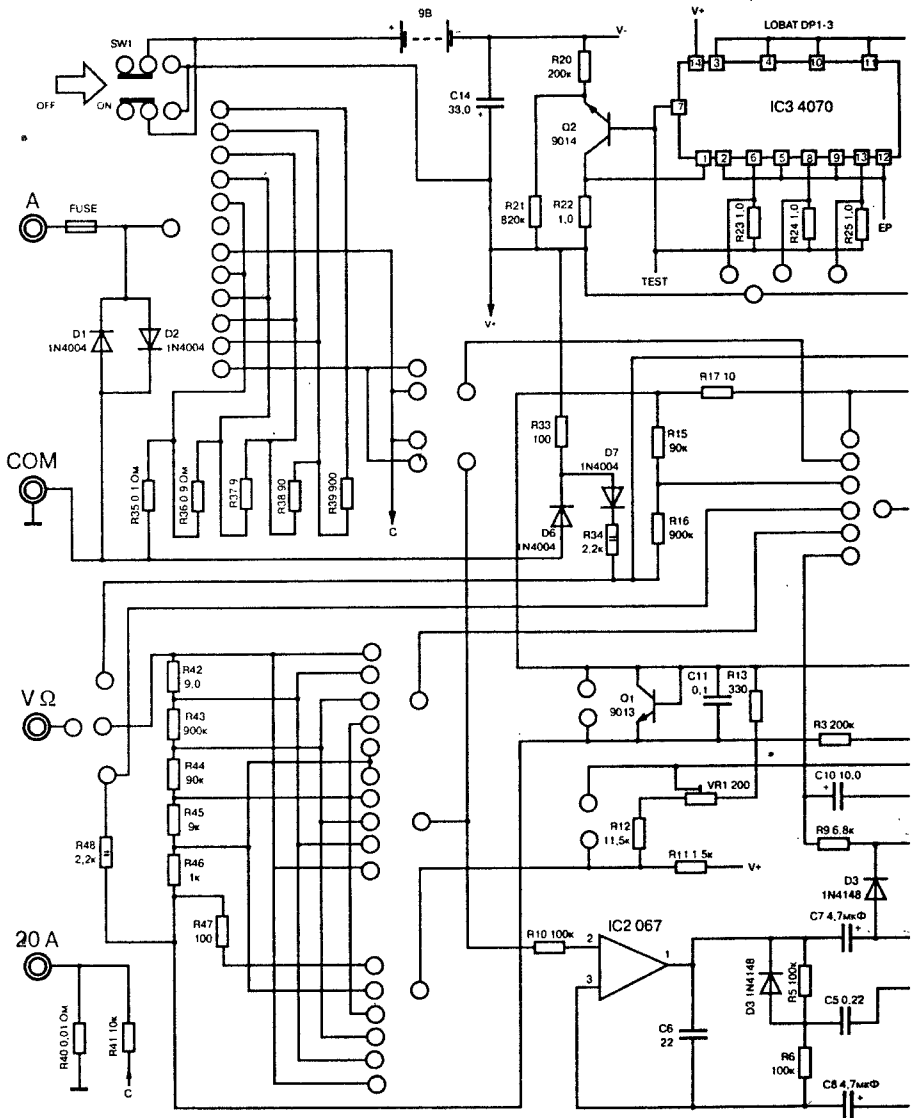 9В
V-
V+
LOBAT DP1-3
SW1
OFF
ON
R20
200к
14
3
4
10
11
C14
33,0
+
IC3 4070
7
Q2
9014
1
2
6
5
8
9
13
12
A
FUSE
R21
820к
R22
1,0
R23 1,0
R24 1,0
R25 1,0
EP
TEST
V+
D1
1N4004
D2
1N4004
R17 10
R33
100
R15
90к
D7
1N4004
COM
R35 0,1 Ом
R36 0,9 Ом
R37 9
R38 90
R39 900
C
D6
1N4004
R34
2,2к
R16
900к
R42
9,0
Q1
9013
C11
0,1
R13
330
VΩ
R43
900к
R3 200к
R44
90к
VR1 200
C10 10,0
+
R45
9к
R12
11,5к
R9 6,8к
R48
2,2к
R46
1к
R11 1,5к
V+
D3
1N4148
R47
100
C7 4,7мкФ
+
20 A
R10 100к
IC2 067
2
3
1
D3 1N4148
R5 100к
C5 0,22
R40 0,01 Ом
R41 10к
C
C6
22
R6
100к
C8 4,7мкФ
+